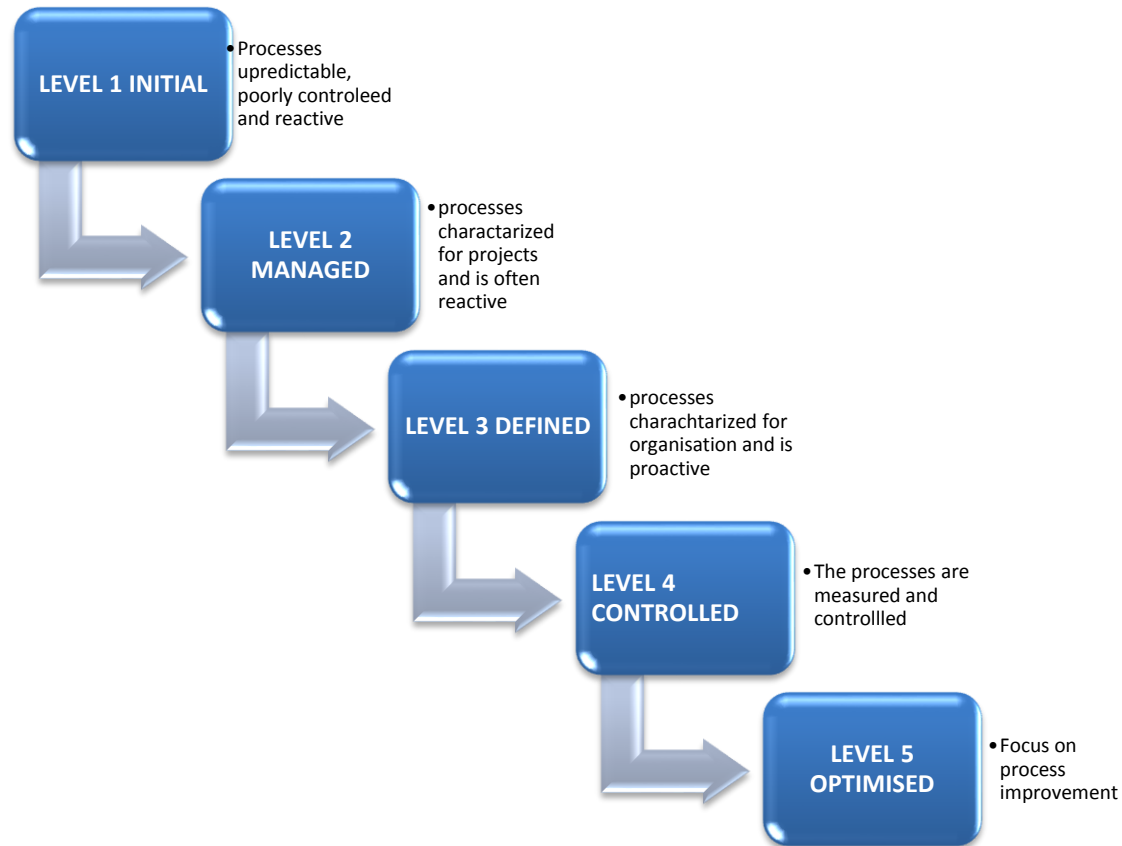 LEVEL 1 INITIAL
•Processes
upredictable,
poorly controleed
and reactive
LEVEL 2
MANAGED
•processes
charactarized
for projects
and is often
reactive
LEVEL 3 DEFINED
•processes
charachtarized for
organisation and is
proactive
LEVEL 4
CONTROLLED
•The processes are
measured and
controllled
LEVEL 5
OPTIMISED
•Focus on
process
improvement